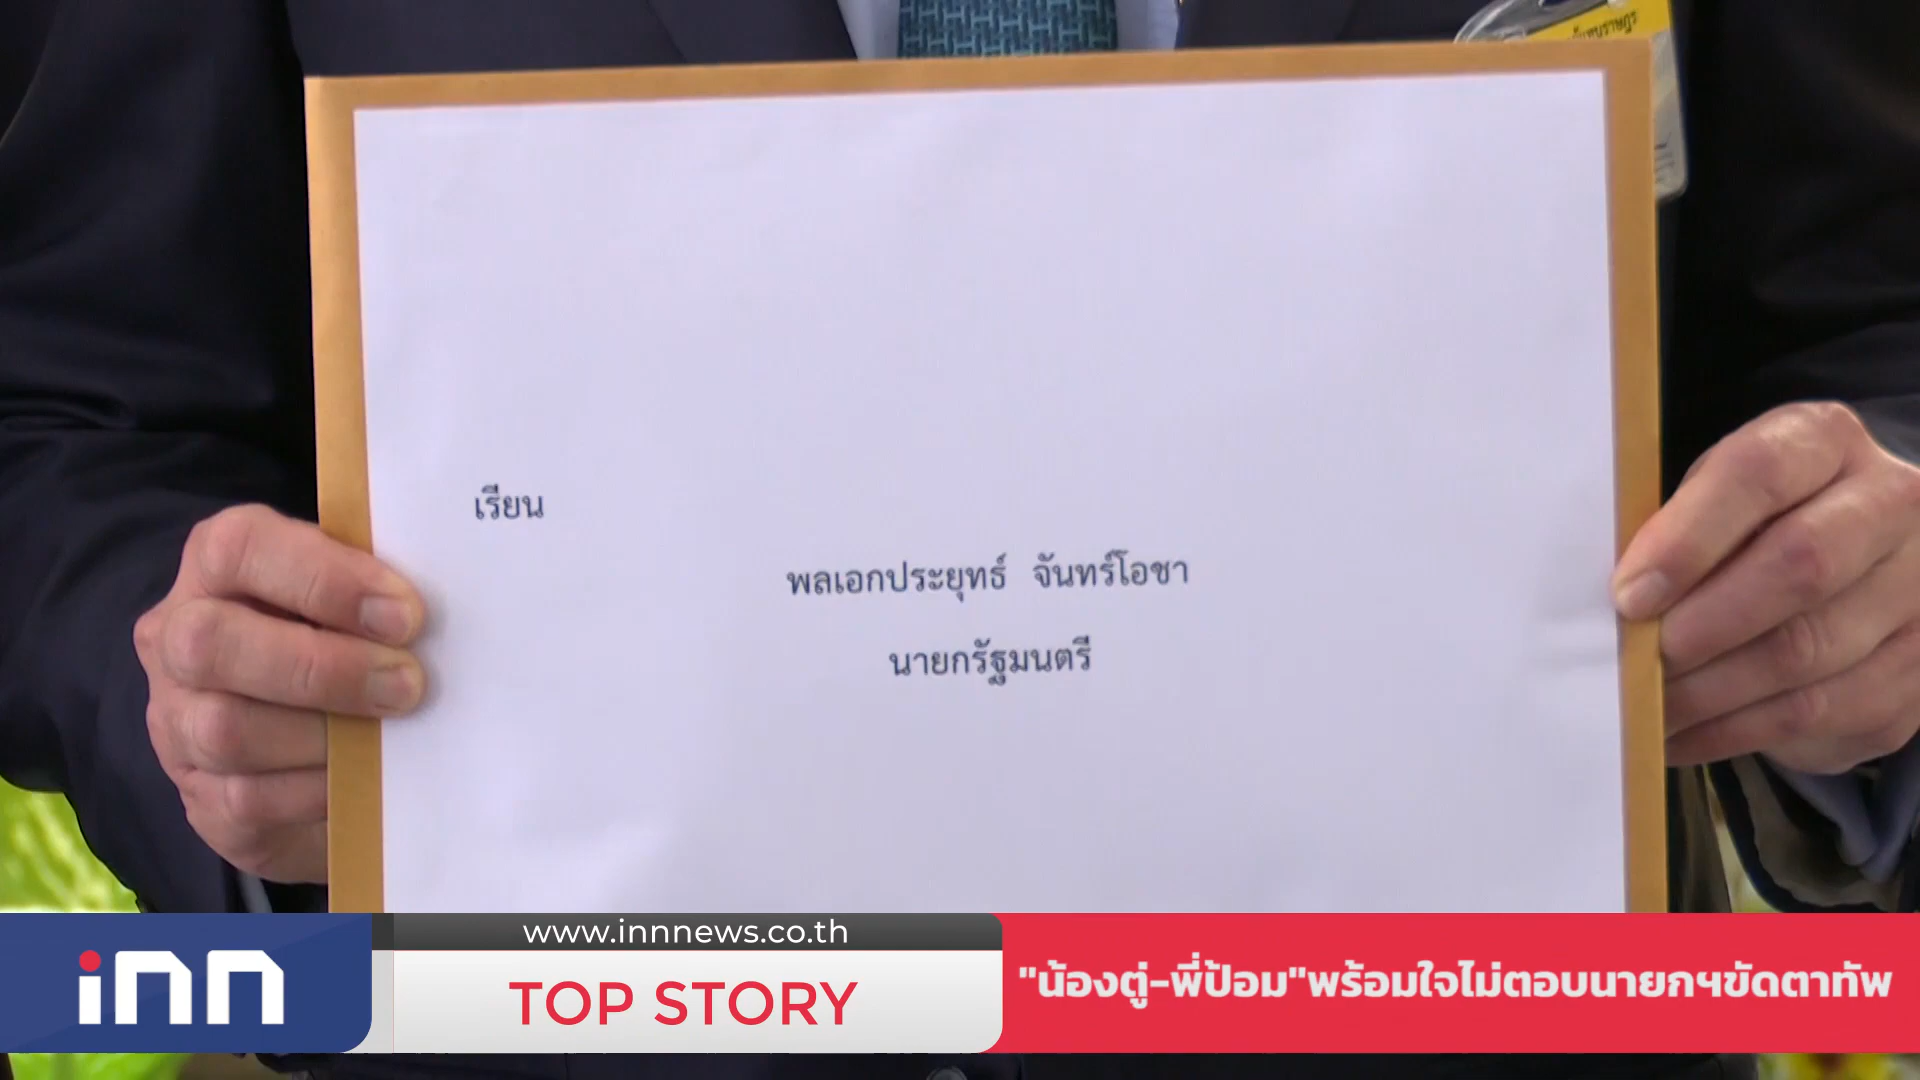 เรียน
พลเอกประยุทธ์ จันทร์โอชา
นายกรัฐมนตรี
inn
www.innnews.co.th
TOP STORY
"น้องตู่-พี่ป้อม"พร้อมใจไม่ตอบนายกฯขัดตาทัพ